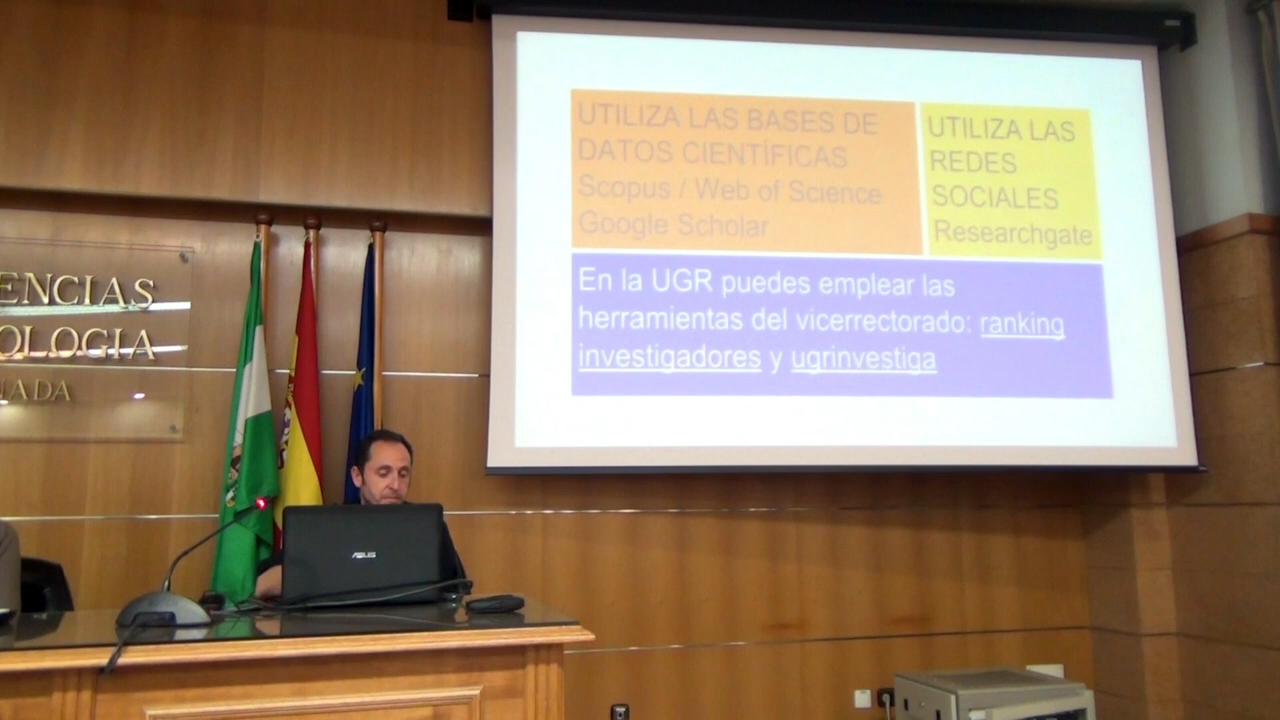 UTILIZA LAS BASES DE
DATOS CIENTÍFICAS
Scopus / Web of Science
Google Scholar
UTILIZA LAS
REDES
SOCIALES
Researchgate
En la UGR puedes emplear las
herramientas del vicerrectorado: ranking
investigadores y ugrinvestiga
ENCIAS
OLOGIA
NADA
ASUS